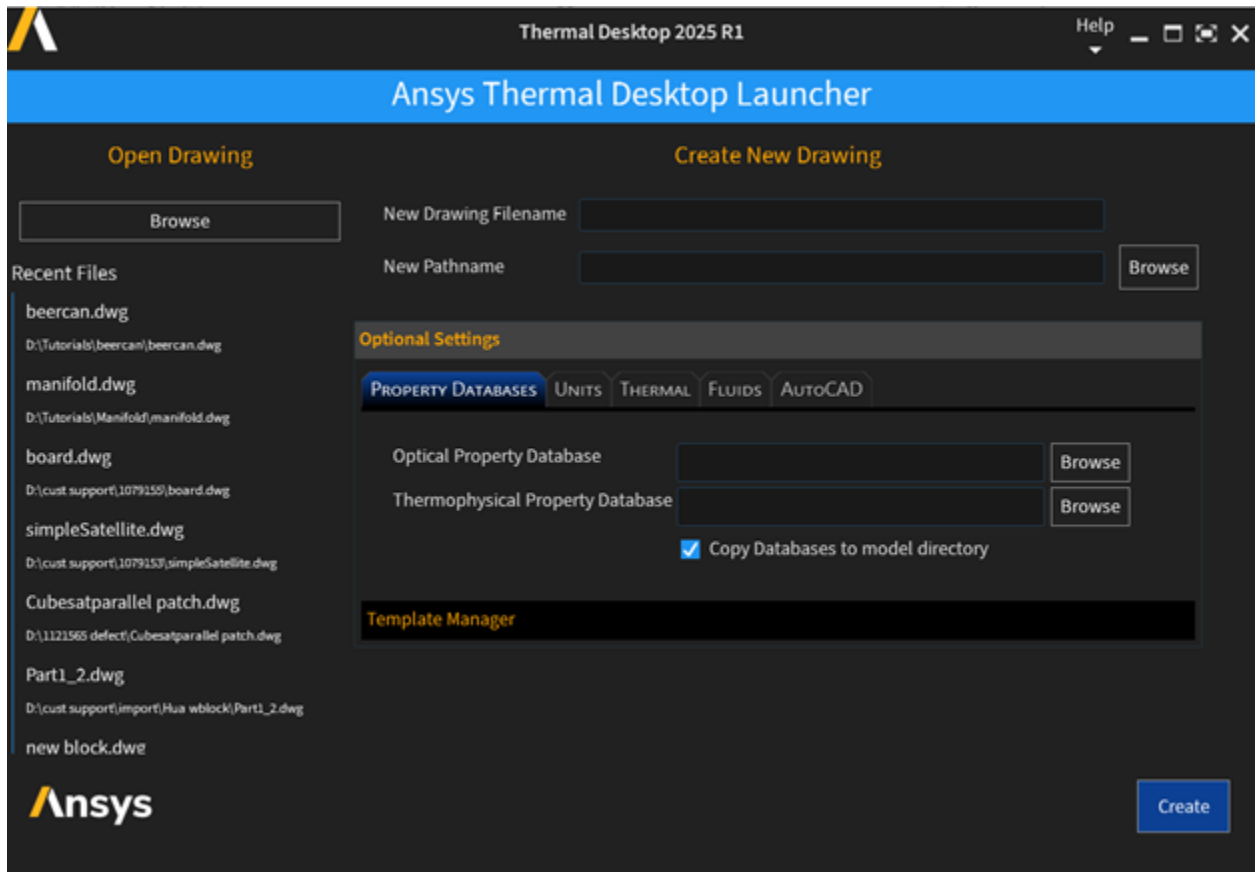 Thermal Desktop 2025 R1
Help
Ansys Thermal Desktop Launcher
Open Drawing
Browse
Recent Files
beercan.dwg
D:\Tutorials\beercan\beercan.dwg
manifold.dwg
D:\Tutorials\Manifold\manifold.dwg
board.dwg
D:\cust support\1079155\board.dwg
simpleSatellite.dwg
D:\cust support\1079153\simpleSatellite.dwg
Cubesatparallel patch.dwg
D:\1121565 defect\Cubesatparallel patch.dwg
Part1_2.dwg
D:\cust support\import\Hua wblock\Part1_2.dwg
new block.dwg
Create New Drawing
New Drawing Filename
New Pathname Browse
Optional Settings
Property Databases Units Thermal Fluids AutoCAD
Optical Property Database Browse
Thermophysical Property Database Browse
Copy Databases to model directory
Template Manager
Ansys
Create